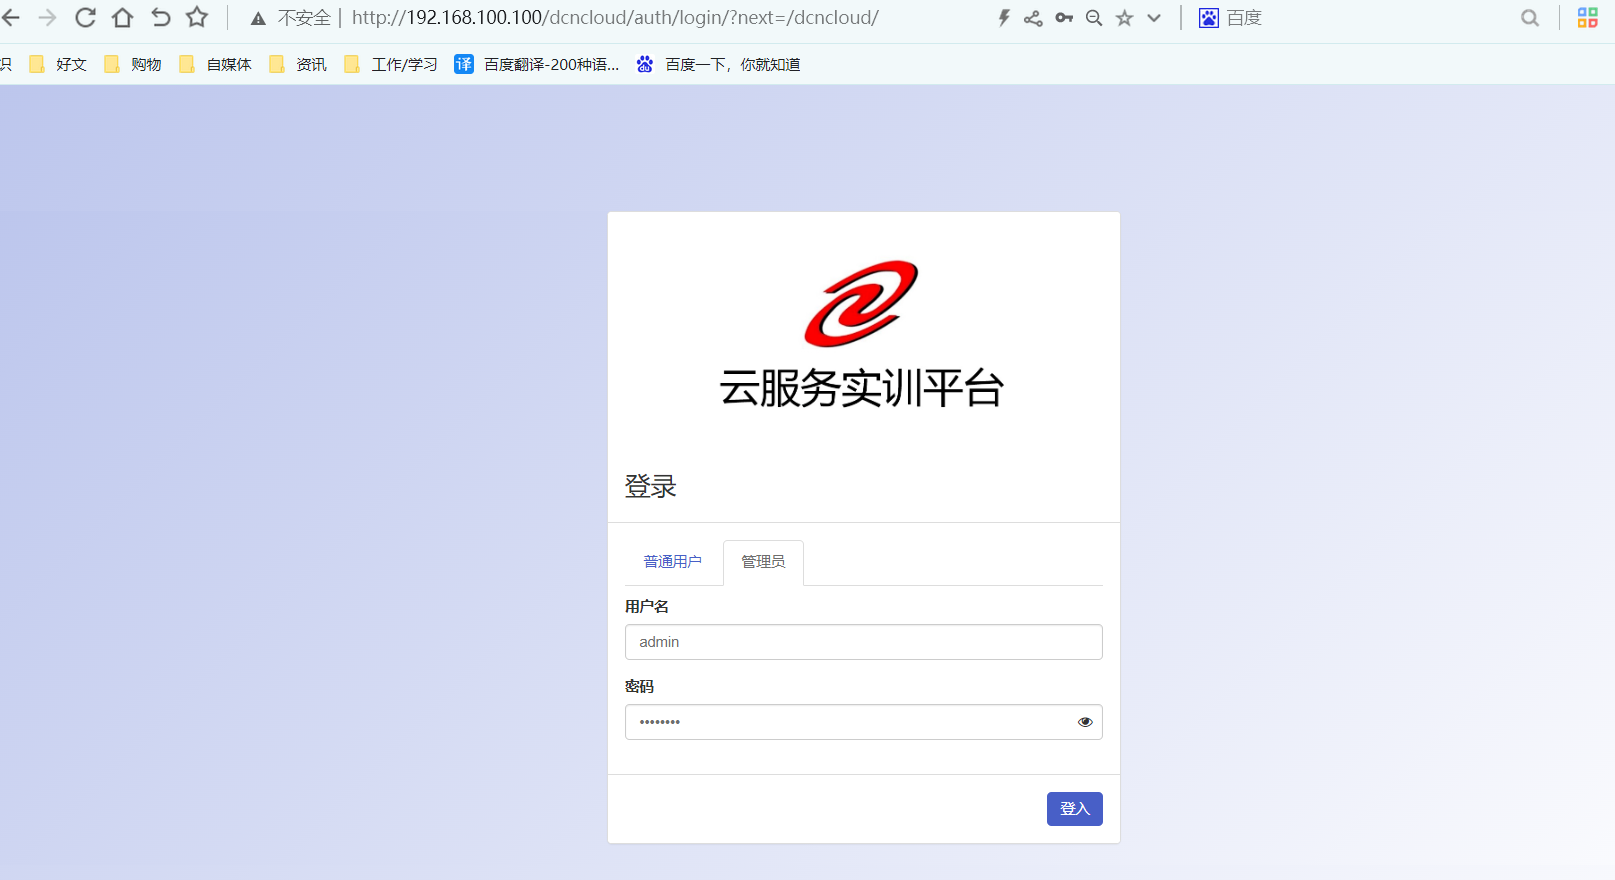 不安全 | http://192.168.100.100/dcncloud/auth/login/?next=/dcncloud/ 百度
识 好文 购物 自媒体 资讯 工作/学习 译 百度翻译-200种语... du 百度一下，你就知道
云服务实训平台
登录
普通用户 管理员
用户名
admin
密码
••••••••
登入